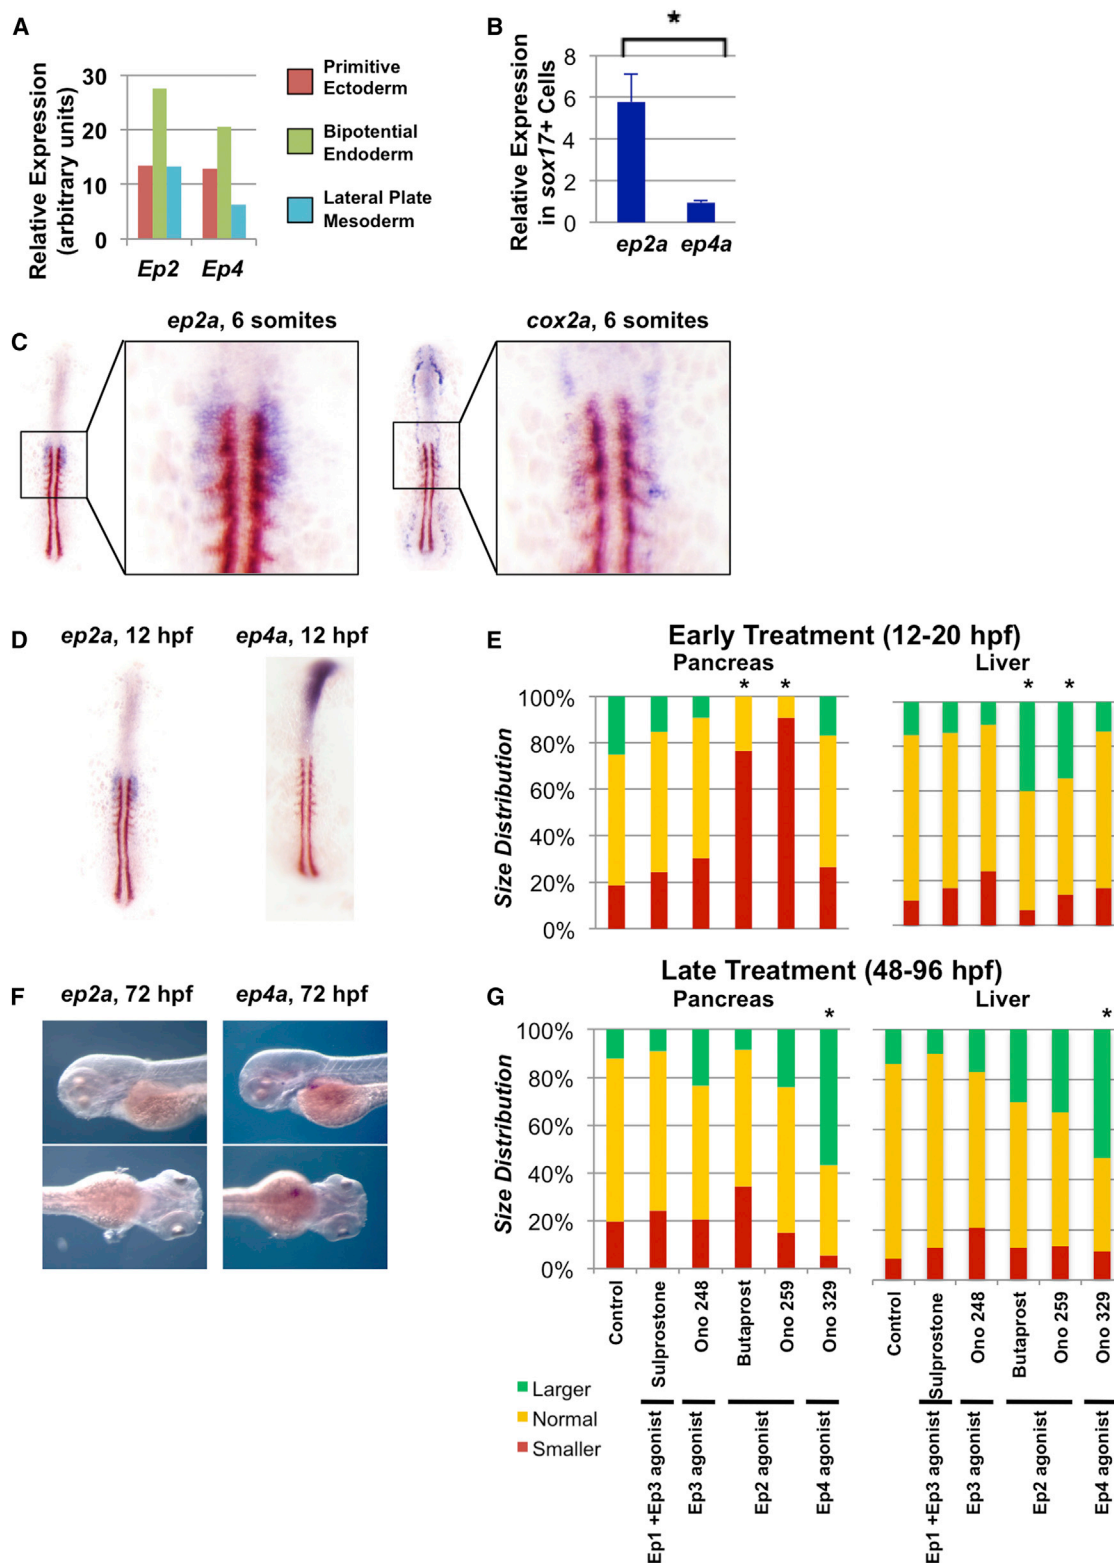 A
Relative Expression
(arbitrary units)
30
20
10
0
Ep2 Ep4
Primitive
Ectoderm
Bipotential
Endoderm
Lateral Plate
Mesoderm
B
*
Relative Expression
in sox17+ Cells
8
6
4
2
0
ep2a ep4a
C
ep2a, 6 somites
cox2a, 6 somites
D
ep2a, 12 hpf
ep4a, 12 hpf
E
Early Treatment (12-20 hpf)
Pancreas
Liver
* *
* *
Size Distribution
100%
80%
60%
40%
20%
0%
F
ep2a, 72 hpf
ep4a, 72 hpf
G
Late Treatment (48-96 hpf)
Pancreas
Liver
*
*
Size Distribution
100%
80%
60%
40%
20%
0%
Control
Sulprostone
Ono 248
Butaprost
Ono 259
Ono 329
Control
Sulprostone
Ono 248
Butaprost
Ono 259
Ono 329
Larger
Normal
Smaller
Ep1 +Ep3 agonist
Ep3 agonist
Ep2 agonist
Ep4 agonist
Ep1 +Ep3 agonist
Ep3 agonist
Ep2 agonist
Ep4 agonist